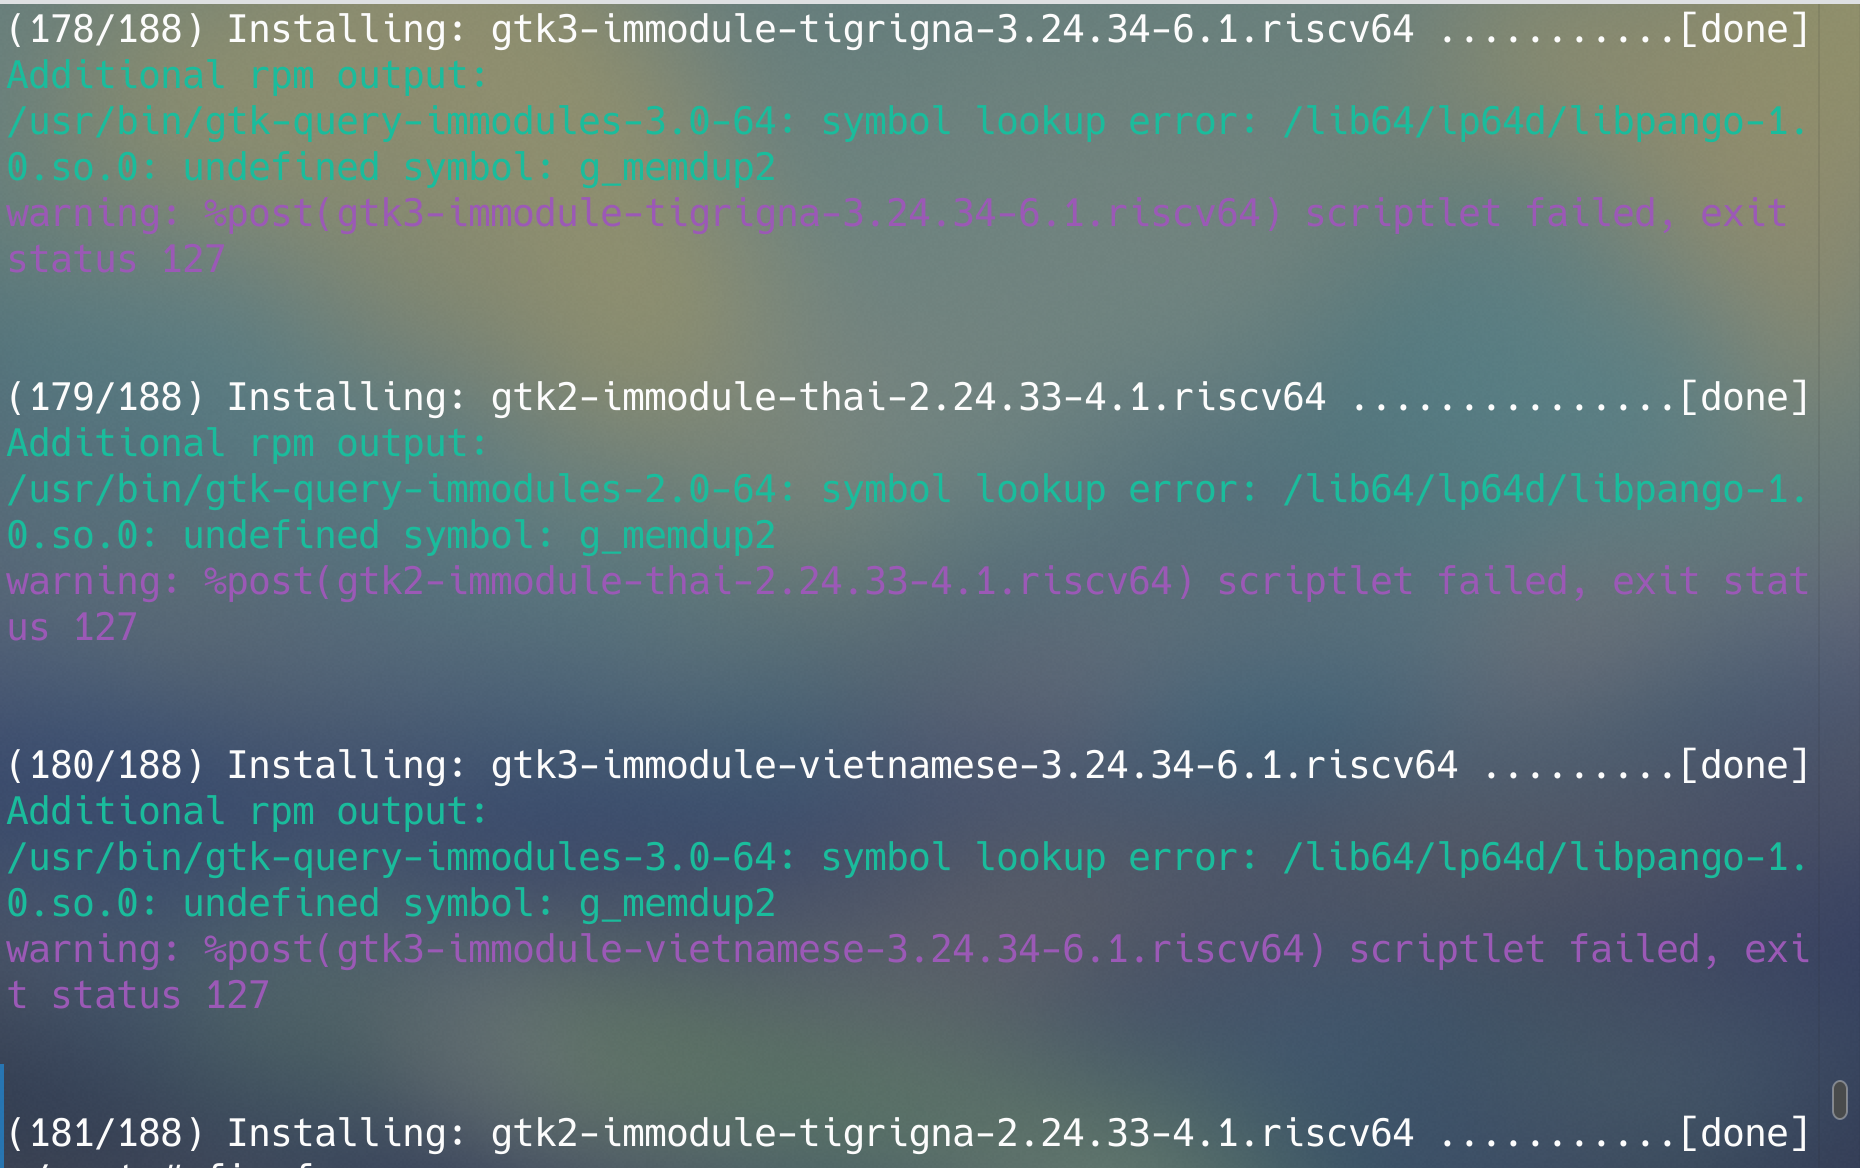 (178/188) Installing: gtk3-immodule-tigrigna-3.24.34-6.1.riscv64 ...........[done]
Additional rpm output:
/usr/bin/gtk-query-immodules-3.0-64: symbol lookup error: /lib64/lp64d/libpango-1.
0.so.0: undefined symbol: g_memdup2
warning: %post(gtk3-immodule-tigrigna-3.24.34-6.1.riscv64) scriptlet failed, exit
status 127
(179/188) Installing: gtk2-immodule-thai-2.24.33-4.1.riscv64 ...............[done]
Additional rpm output:
/usr/bin/gtk-query-immodules-2.0-64: symbol lookup error: /lib64/lp64d/libpango-1.
0.so.0: undefined symbol: g_memdup2
warning: %post(gtk2-immodule-thai-2.24.33-4.1.riscv64) scriptlet failed, exit stat
us 127
(180/188) Installing: gtk3-immodule-vietnamese-3.24.34-6.1.riscv64 .........[done]
Additional rpm output:
/usr/bin/gtk-query-immodules-3.0-64: symbol lookup error: /lib64/lp64d/libpango-1.
0.so.0: undefined symbol: g_memdup2
warning: %post(gtk3-immodule-vietnamese-3.24.34-6.1.riscv64) scriptlet failed, exi
t status 127
(181/188) Installing: gtk2-immodule-tigrigna-2.24.33-4.1.riscv64 ...........[done]